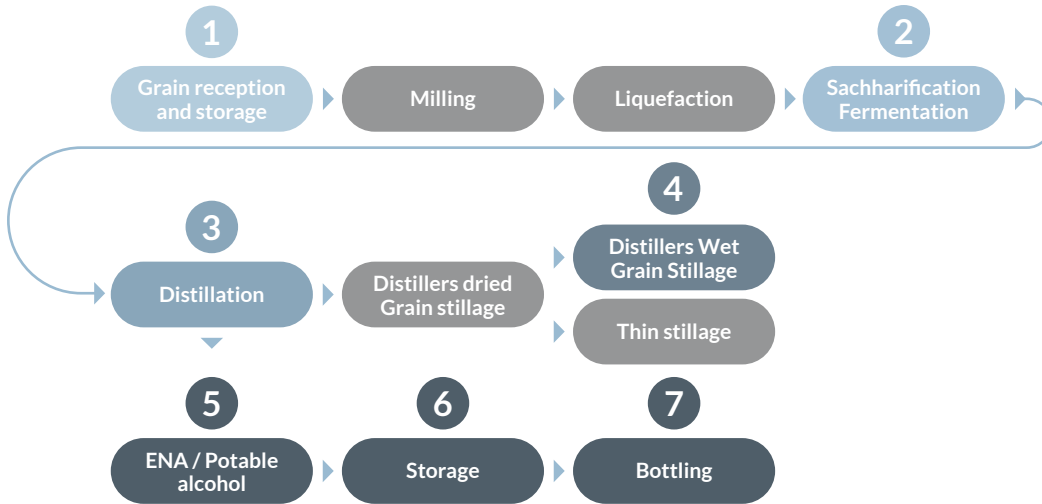 1
Grain reception
and storage
Milling
Liquefaction
2
Sachharification
Fermentation
3
Distillation
Distillers dried
Grain stillage
4
Distillers Wet
Grain Stillage
Thin stillage
5
ENA / Potable
alcohol
6
Storage
7
Bottling